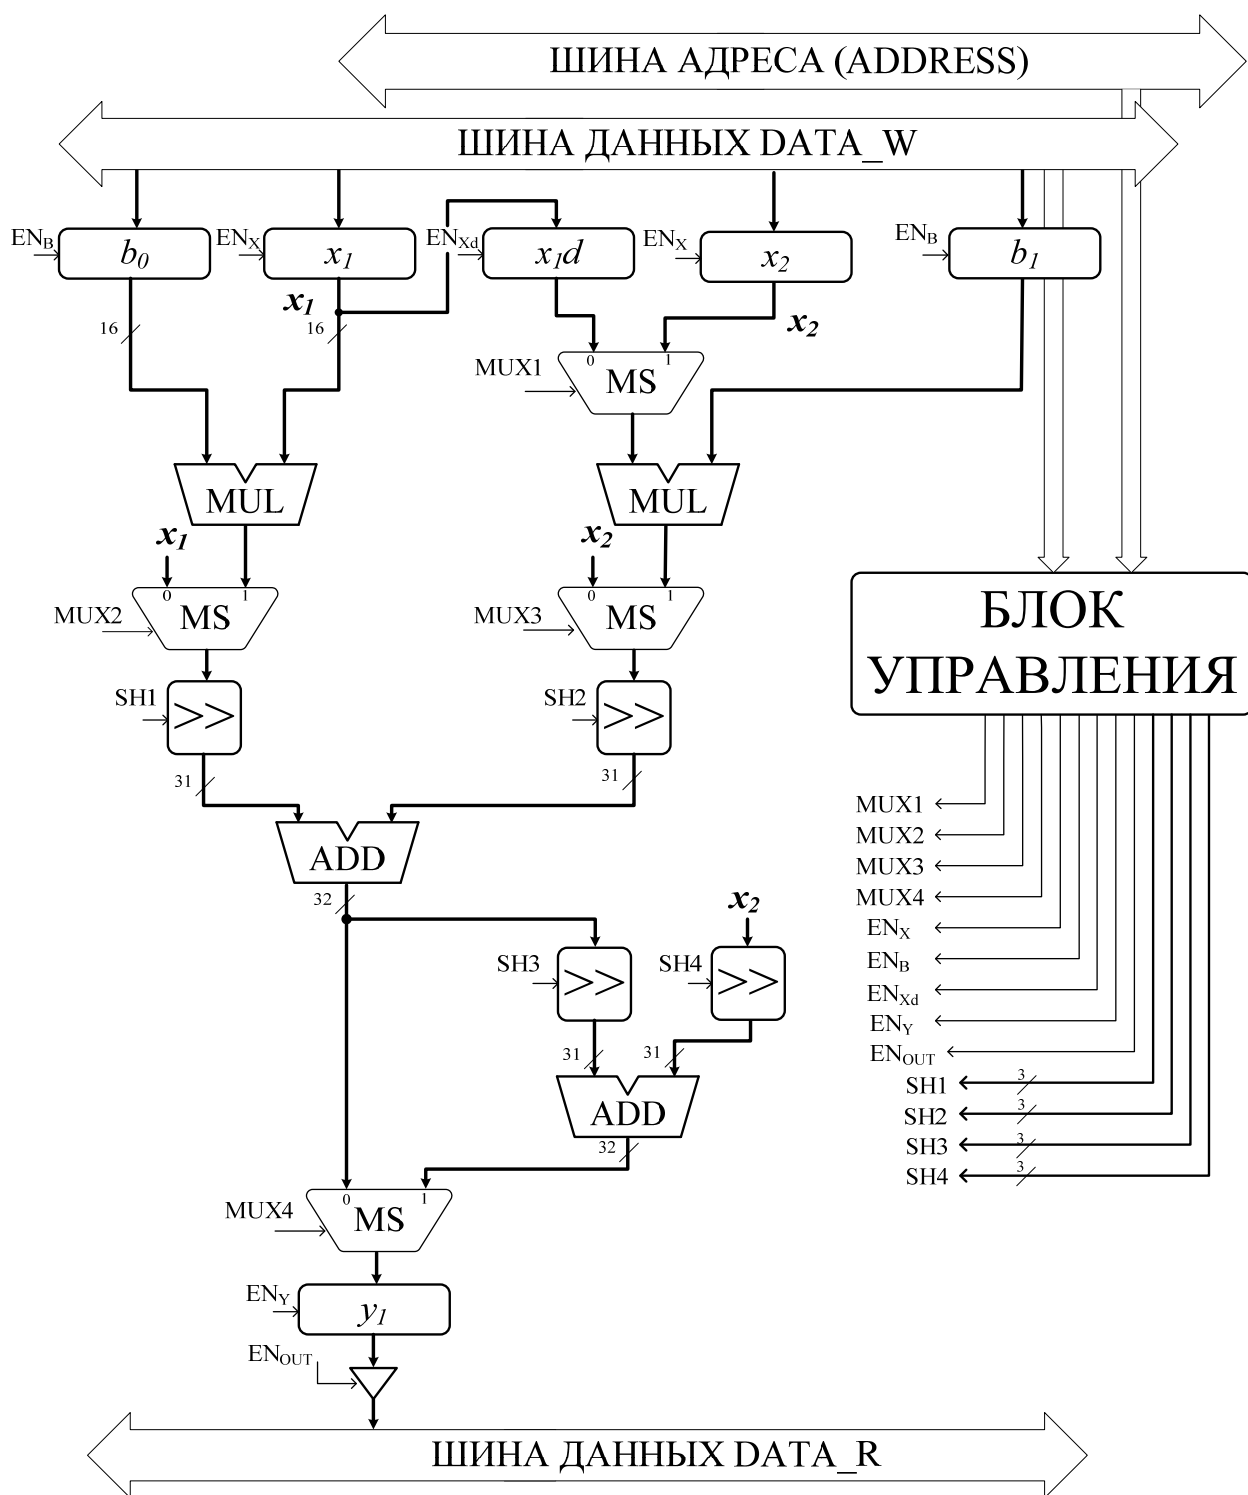 ШИНА АДРЕСА (ADDRESS)
ШИНА ДАННЫХ DATA_W
EN_B b_0 EN_X x_1 EN_Xd x_1d EN_X x_2 EN_B b_1
x_1 x_2
16 16
0 1
MUX1 MS
MUL MUL
x_1 x_2
0 1 0 1
MUX2 MS MUX3 MS
БЛОК
УПРАВЛЕНИЯ
SH1 >> SH2 >>
31 31
ADD
32
x_2
SH3 >> SH4 >>
31 31
ADD
32
0 1
MUX4 MS
EN_Y y_1
EN_OUT
MUX1
MUX2
MUX3
MUX4
EN_X
EN_B
EN_Xd
EN_Y
EN_OUT
SH1 3
SH2 3
SH3 3
SH4 3
ШИНА ДАННЫХ DATA_R